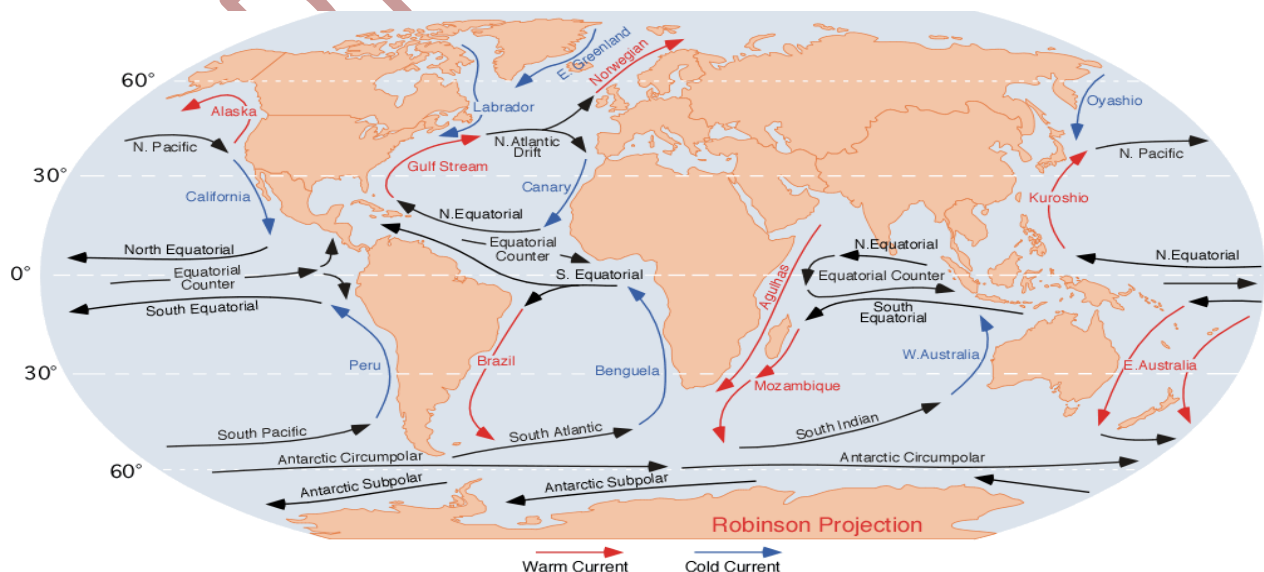 E. Greenland
Norwegian
60°
Alaska
Labrador
Oyashio
N. Pacific
N.Atlantic
Drift
N. Pacific
Gulf Stream
30°
California
Canary
Kuroshio
N.Equatorial
North Equatorial
Equatorial
Counter
N.Equatorial
N.Equatorial
0°
Equatorial
Counter
S. Equatorial
Agulhas
Equatorial Counter
South Equatorial
South
Equatorial
Peru
Brazil
Benguela
W.Australia
E.Australia
30°
Mozambique
South Pacific
South Atlantic
South Indian
Antarctic Circumpolar
Antarctic Circumpolar
60°
Antarctic Subpolar
Antarctic Subpolar
Robinson Projection
Warm Current
Cold Current